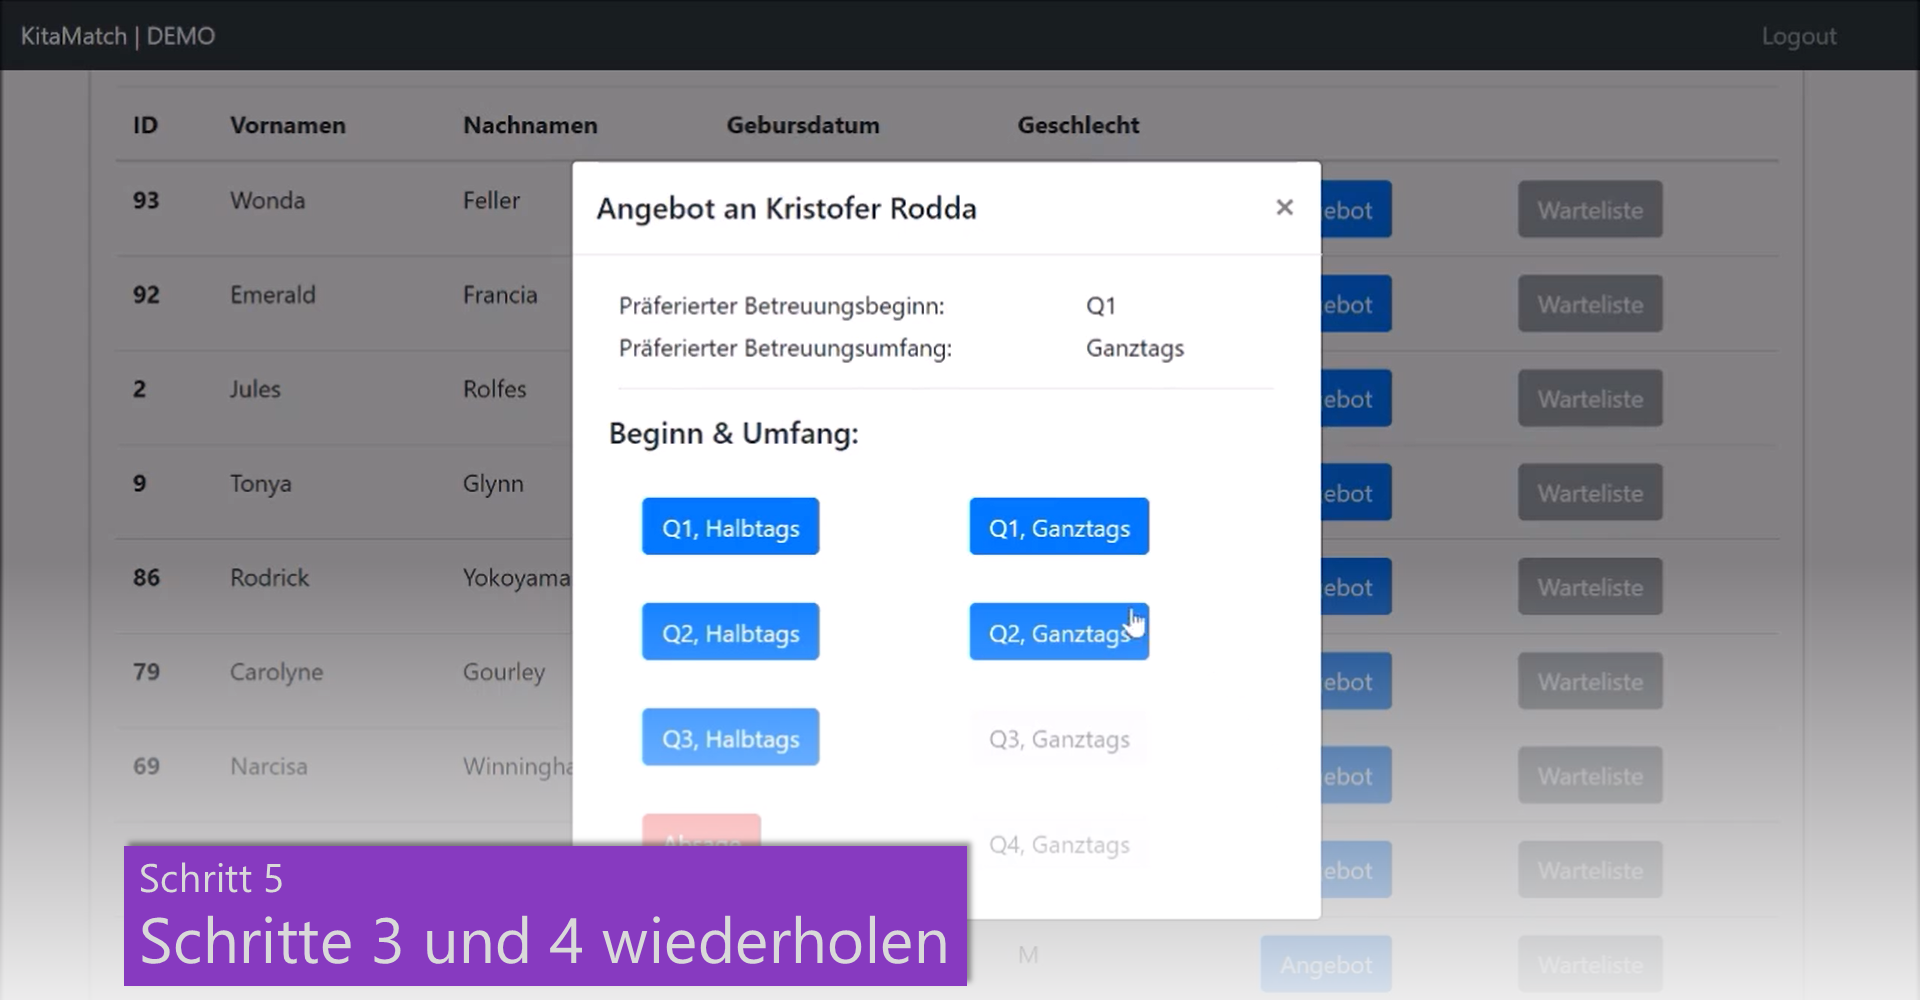 KitaMatch | DEMO
Logout
ID Vornamen Nachnamen Gebursdatum Geschlecht
93 Wonda Feller ebot Warteliste
Angebot an Kristofer Rodda ×
92 Emerald Francia ebot Warteliste
Präferierter Betreuungsbeginn: Q1
Präferierter Betreuungsumfang: Ganztags
2 Jules Rolfes ebot Warteliste
Beginn & Umfang:
9 Tonya Glynn ebot Warteliste
Q1, Halbtags Q1, Ganztags
86 Rodrick Yokoyama ebot Warteliste
Q2, Halbtags Q2, Ganztags
79 Carolyne Gourley ebot Warteliste
Q3, Halbtags Q3, Ganztags
69 Narcisa Winningha ebot Warteliste
Absage Q4, Ganztags
ebot Warteliste
Schritt 5
Schritte 3 und 4 wiederholen
M Angebot Warteliste